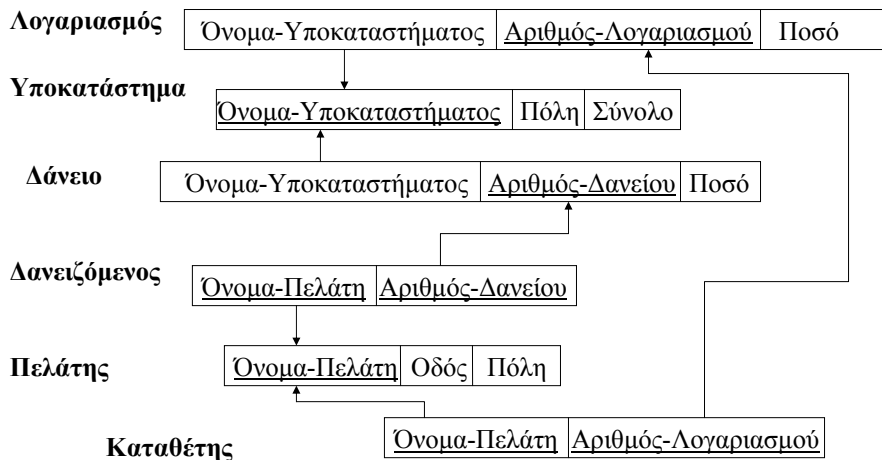 Λογαριασμός
Όνομα-Υποκαταστήματος Αριθμός-Λογαριασμού Ποσό
Υποκατάστημα
Όνομα-Υποκαταστήματος Πόλη Σύνολο
Δάνειο
Όνομα-Υποκαταστήματος Αριθμός-Δανείου Ποσό
Δανειζόμενος
Όνομα-Πελάτη Αριθμός-Δανείου
Πελάτης
Όνομα-Πελάτη Οδός Πόλη
Καταθέτης
Όνομα-Πελάτη Αριθμός-Λογαριασμού